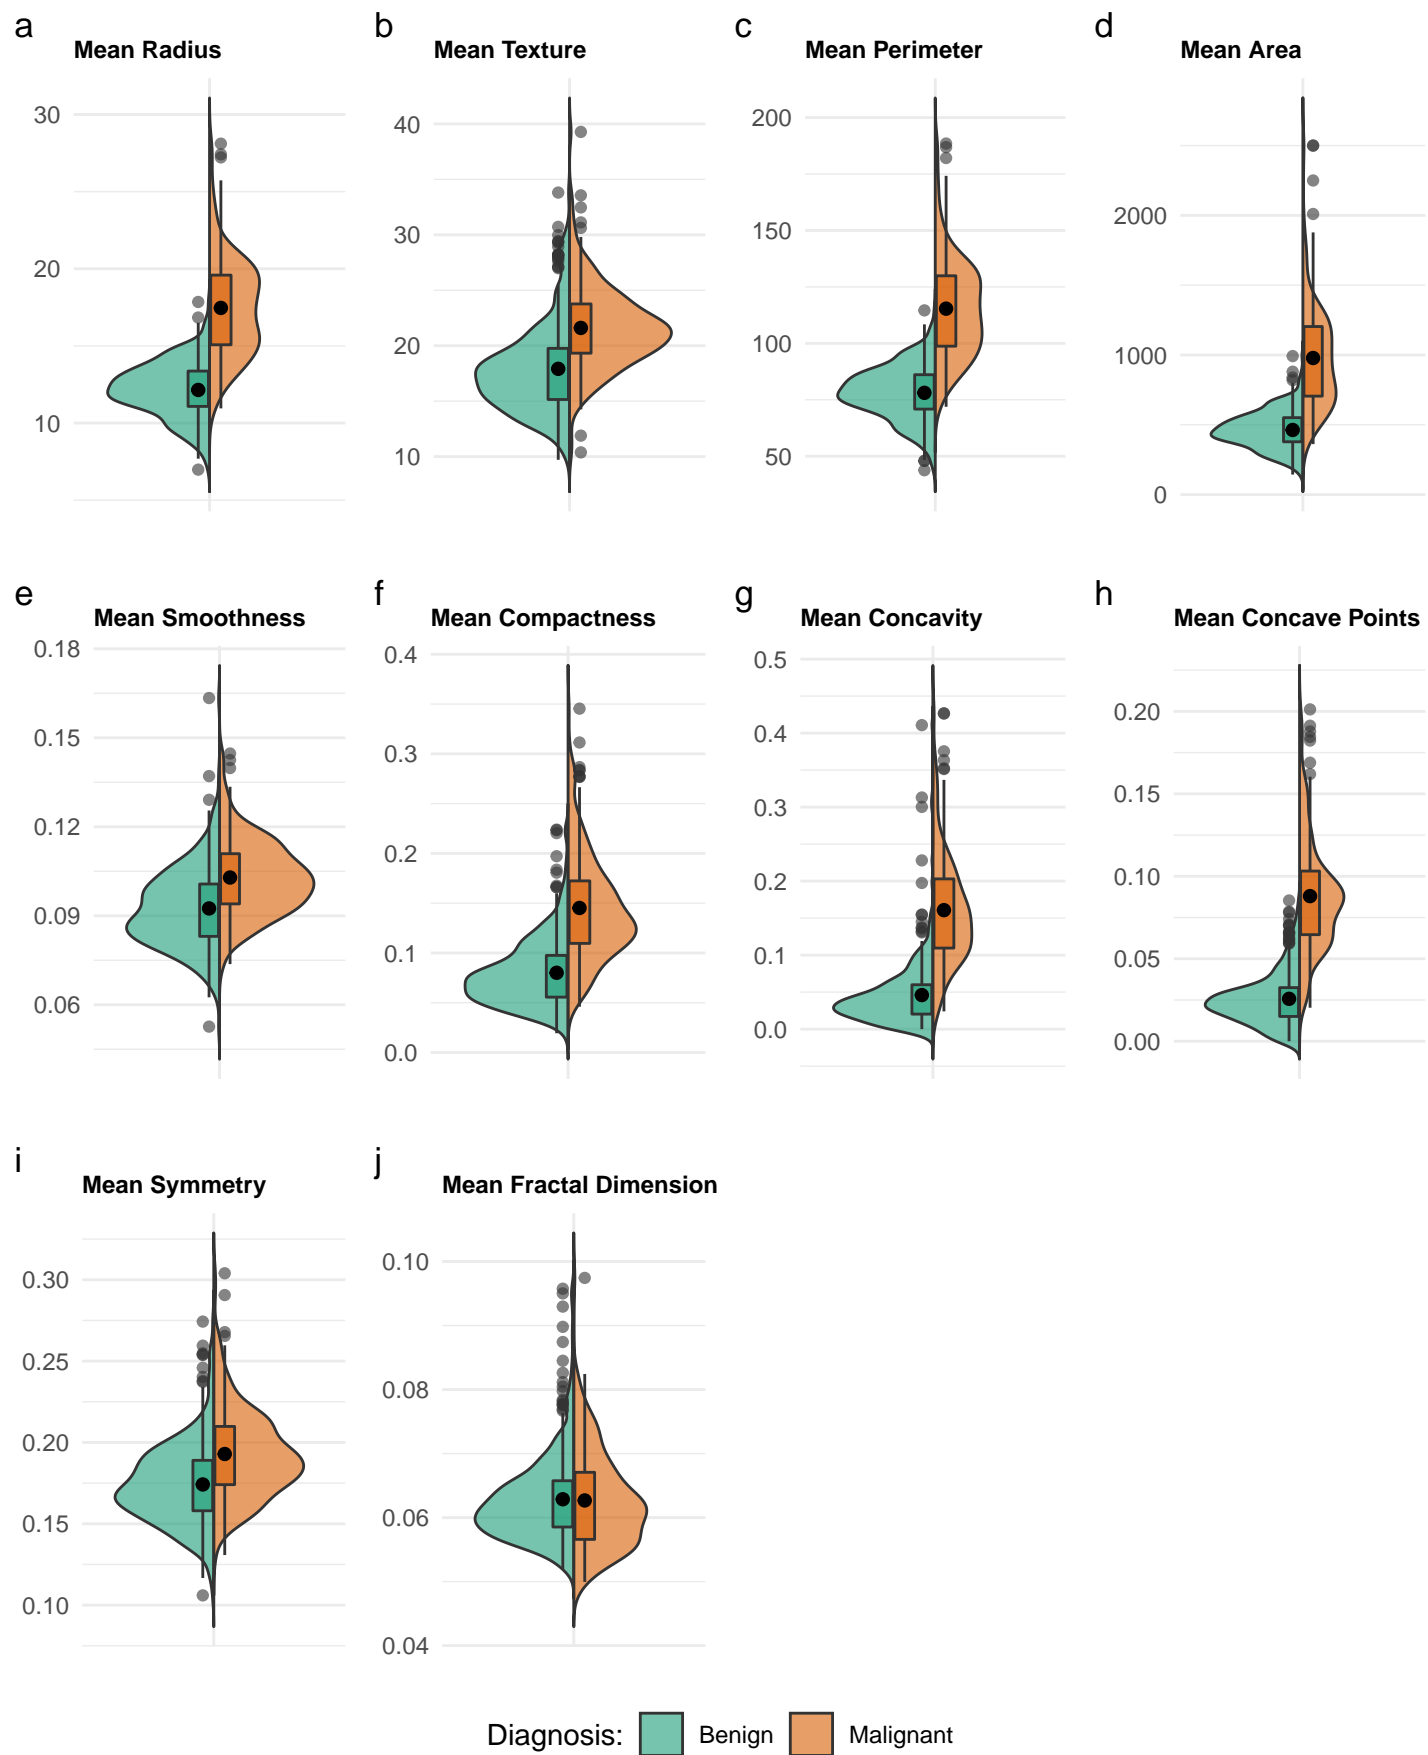 a b c d
Mean Radius Mean Texture Mean Perimeter Mean Area
30 40 200
2000
30 150
20
20 100 1000
10
10 50
0
e f g h
Mean Smoothness Mean Compactness Mean Concavity Mean Concave Points
0.18 0.4 0.5
0.20
0.15 0.3 0.4
0.15
0.3
0.12 0.2
0.10
0.2
0.09
0.1 0.1 0.05
0.06
0.0 0.0 0.00
i j
Mean Symmetry Mean Fractal Dimension
0.30 0.10
0.25
0.08
0.20
0.06
0.15
0.10
0.04
Diagnosis: Benign Malignant